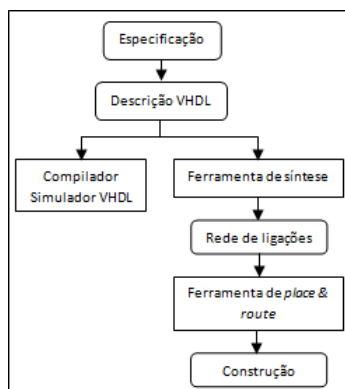 Especificação
Descrição VHDL
Compilador
Simulador VHDL
Ferramenta de síntese
Rede de ligações
Ferramenta de place &
route
Construção